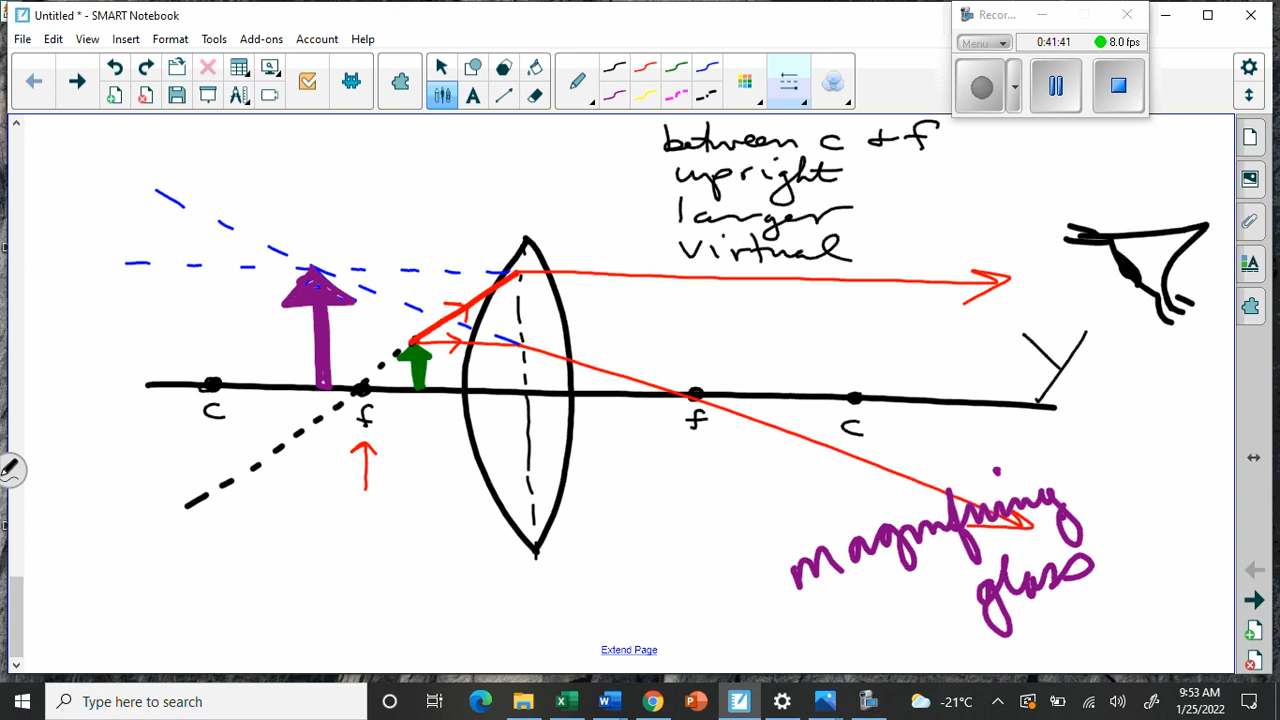 Untitled * - SMART Notebook
Recor...
File Edit View Insert Format Tools Add-ons Account Help
Menu
0:41:41
8.0 fps
A
A
between c + f
upright
larger
virtual
c
f
f
c
magnifying
glass
Extend Page
Type here to search
-21°C
9:53 AM
1/25/2022